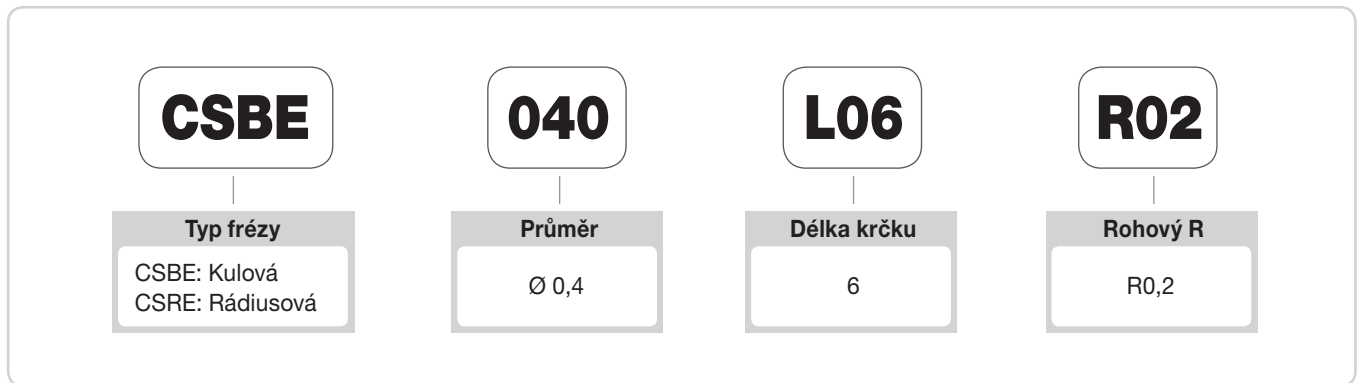 CSBE 040 L06 R02
Typ frézy Průměr Délka krčku Rohový R
CSBE: Kulová
CSRE: Rádiusová
Ø 0,4 6 R0,2